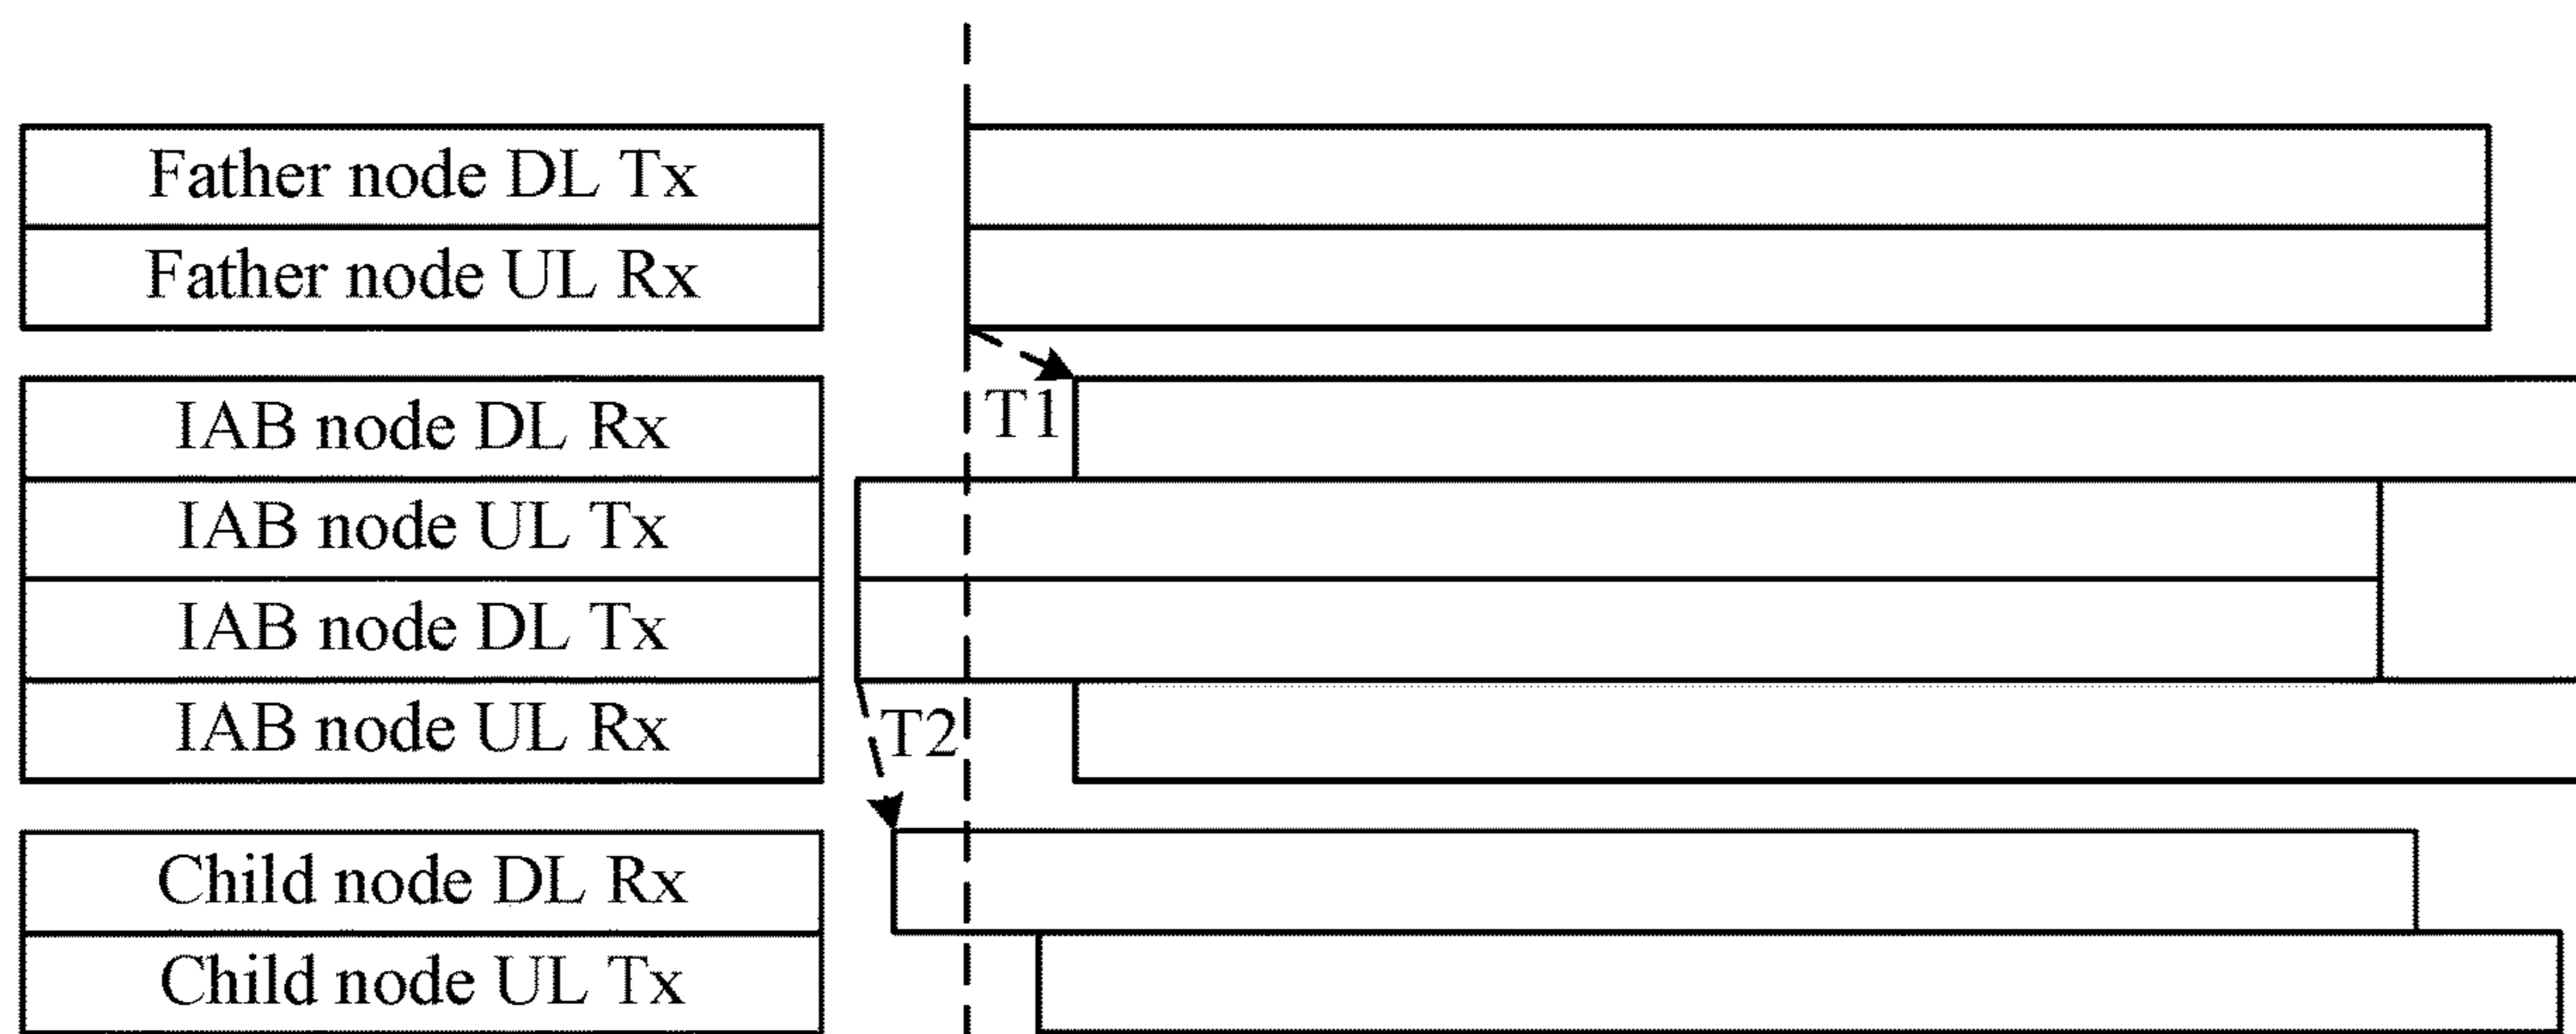 Father node DL Tx
Father node UL Rx
T1
IAB node DL Rx
IAB node UL Tx
IAB node DL Tx
IAB node UL Rx
T2
Child node DL Rx
Child node UL Tx